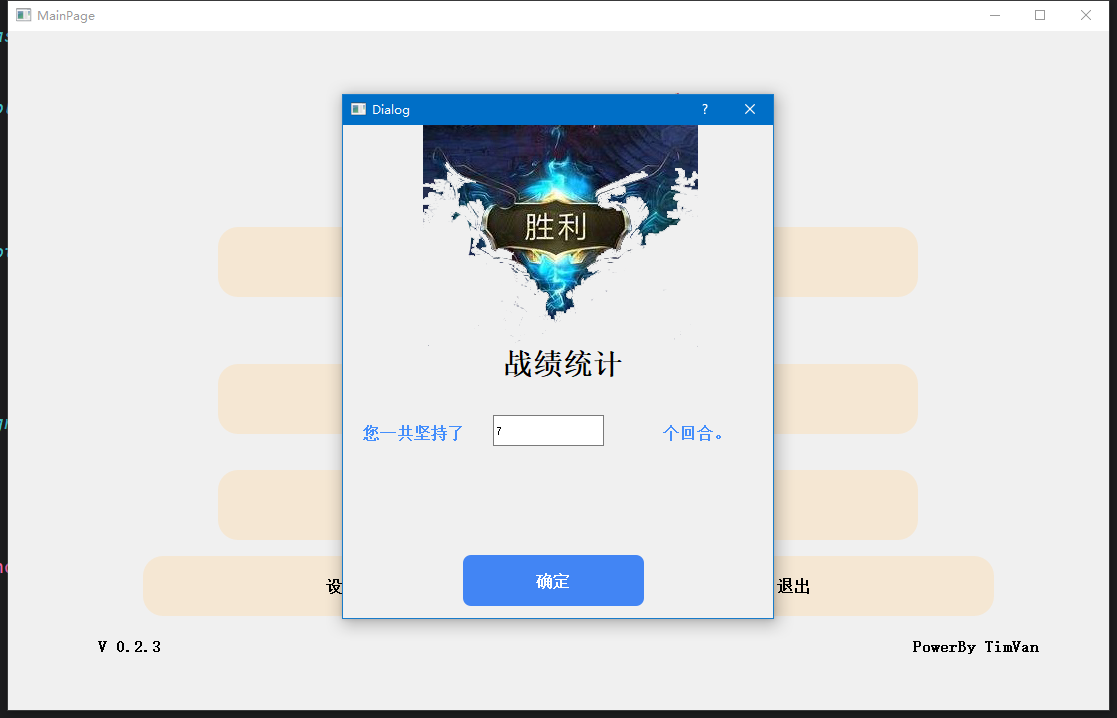 MainPage
Dialog
?
胜利
战绩统计
您一共坚持了
7
个回合。
确定
设
退出
V 0.2.3
PowerBy TimVan